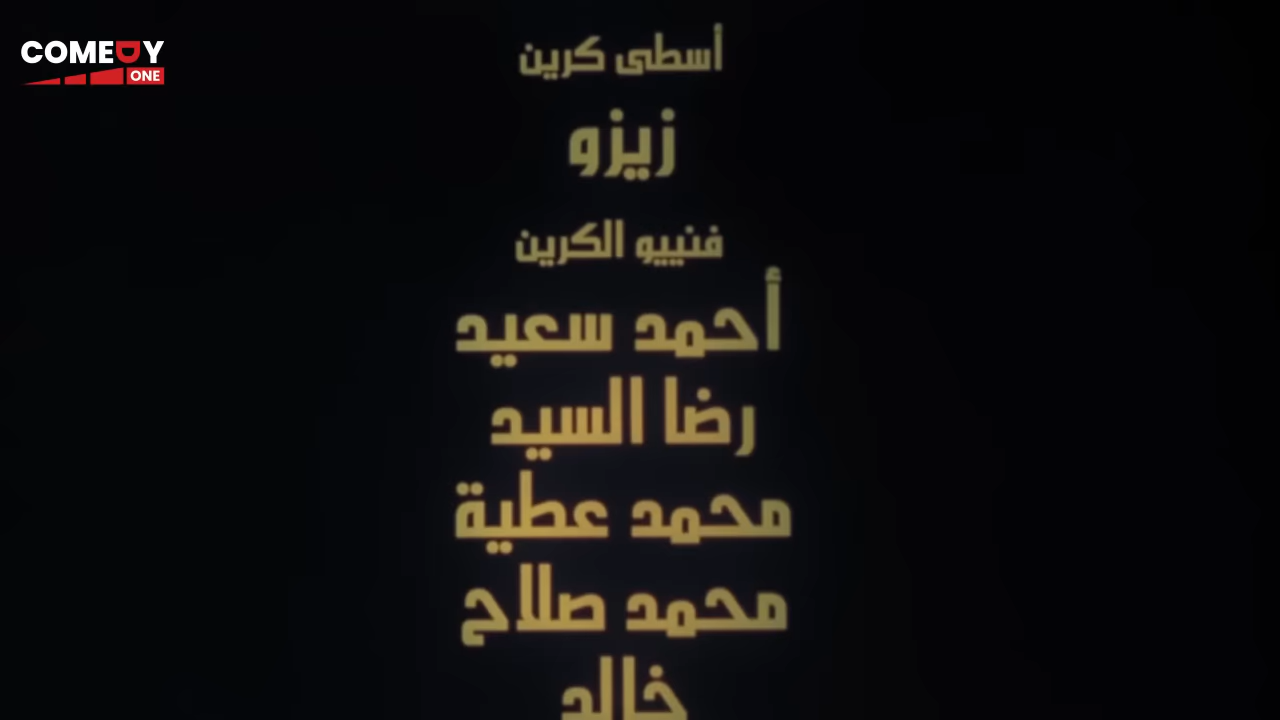 COMEDY
ONE
أسطى كرين
زيزو
فنييو الكرين
أحمد سعيد
رضا السيد
محمد عطية
محمد صلاح
خالد